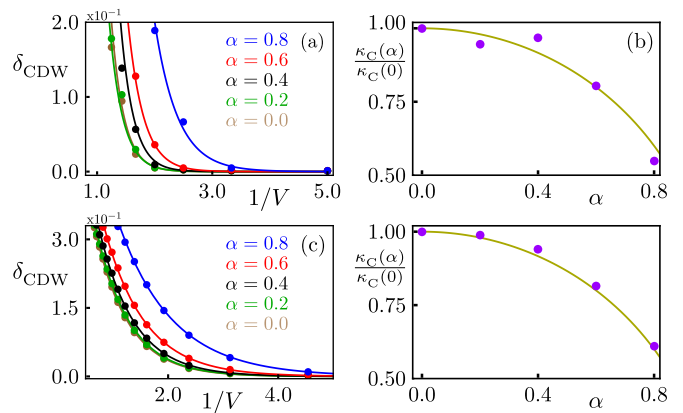 x10⁻¹
2.0
1.0
0.0
δ_CDW
α = 0.8 (a)
α = 0.6
α = 0.4
α = 0.2
α = 0.0
1.0 3.0 5.0
1/V
1.00
0.75
0.50
κ_C(α)
κ_C(0)
(b)
0.0 0.4 0.8
α
x10⁻¹
3.0
1.5
0.0
δ_CDW
α = 0.8 (c)
α = 0.6
α = 0.4
α = 0.2
α = 0.0
2.0 4.0
1/V
1.00
0.75
0.50
κ_C(α)
κ_C(0)
(d)
0.0 0.4 0.8
α